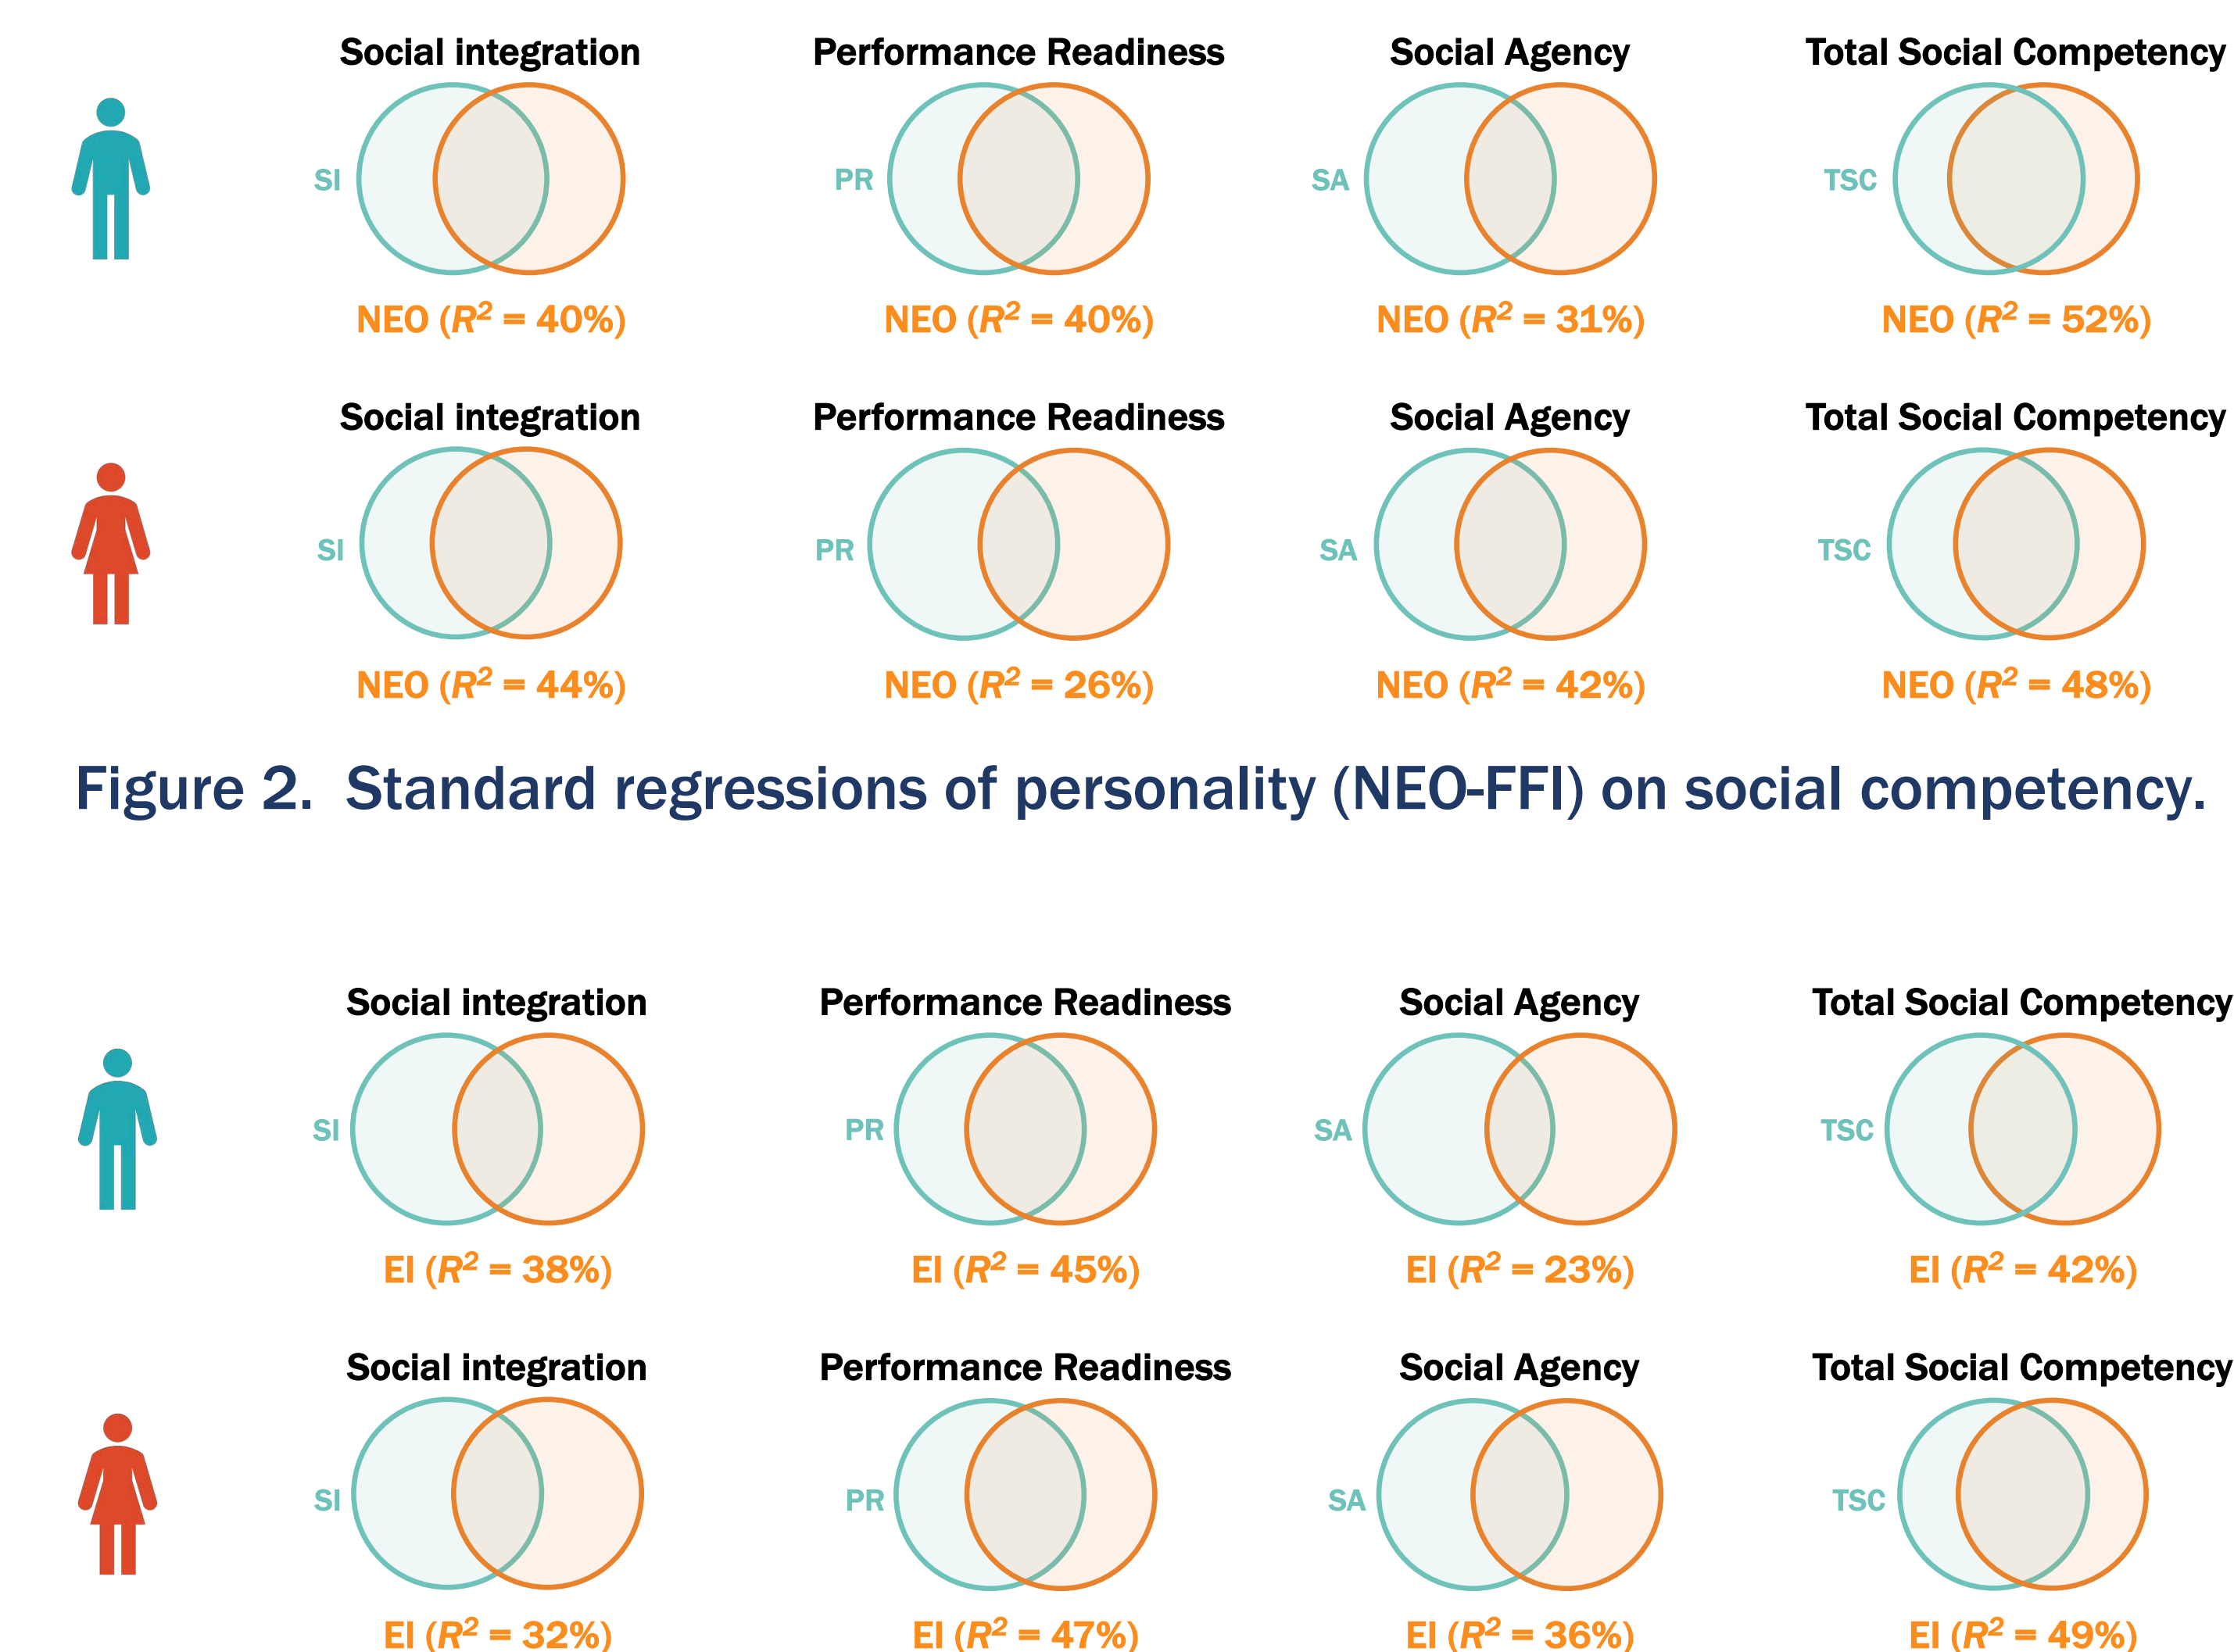 Social integration Performance Readiness Social Agency Total Social Competency
SI PR SA TSC
NEO (R² = 40%) NEO (R² = 40%) NEO (R² = 31%) NEO (R² = 52%)
Social integration Performance Readiness Social Agency Total Social Competency
SI PR SA TSC
NEO (R² = 44%) NEO (R² = 26%) NEO (R² = 42%) NEO (R² = 48%)
Figure 2. Standard regressions of personality (NEO-FFI) on social competency.
Social integration Performance Readiness Social Agency Total Social Competency
SI PR SA TSC
EI (R² = 38%) EI (R² = 45%) EI (R² = 23%) EI (R² = 42%)
Social integration Performance Readiness Social Agency Total Social Competency
SI PR SA TSC
EI (R² = 32%) EI (R² = 47%) EI (R² = 36%) EI (R² = 49%)